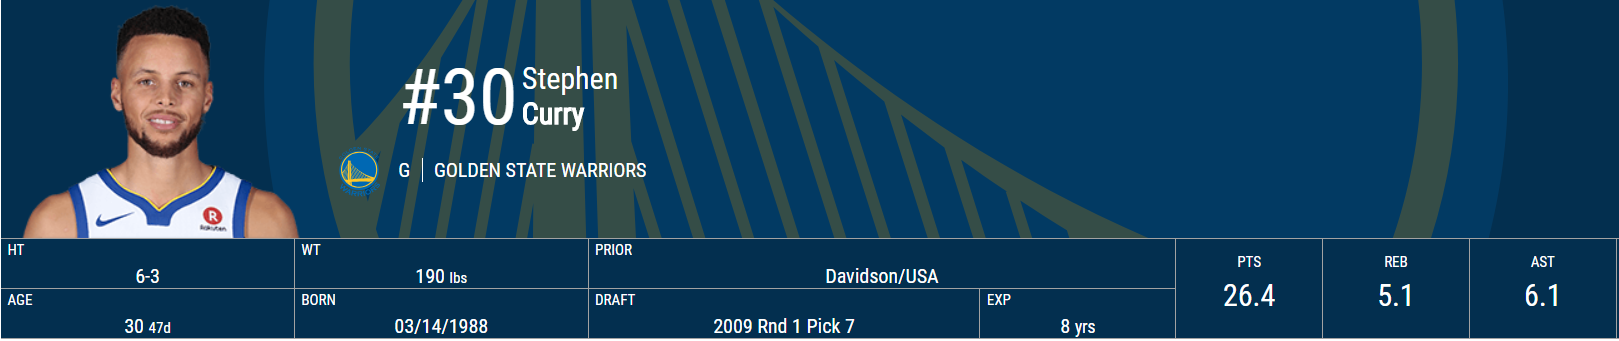 #30 Stephen
Curry
G | GOLDEN STATE WARRIORS
HT
6-3
WT
190 lbs
PRIOR
Davidson/USA
AGE
30 47d
BORN
03/14/1988
DRAFT
2009 Rnd 1 Pick 7
EXP
8 yrs
PTS
26.4
REB
5.1
AST
6.1
R
Rakuten